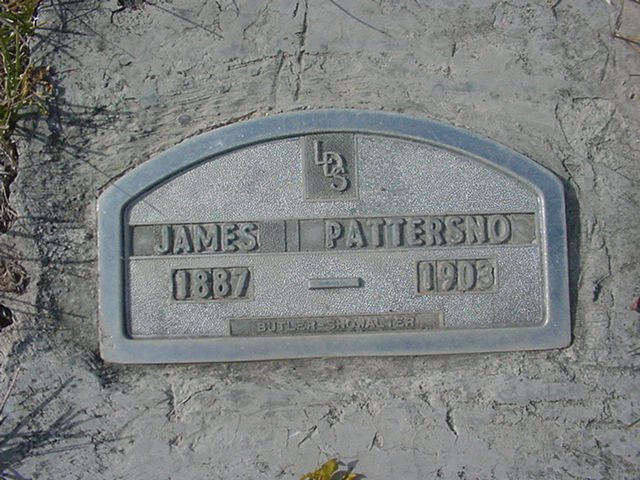 LDS
JAMES PATTERSNO
1887 — 1903
BUTLER-SHOWALTER